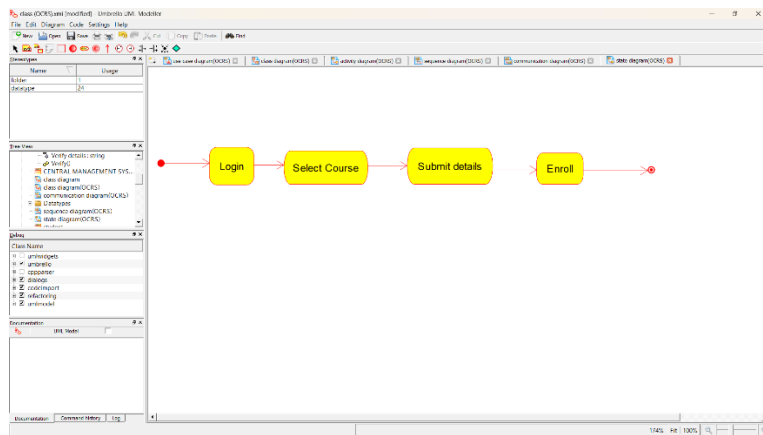 class (OCRS).xmi [modified] - Umbrello UML Modeller
File Edit Diagram Code Settings Help
New Open Save Cut Copy Paste Find
Stereotypes
Name Usage
folder 1
datatype 24
use case diagram(OCRS) class diagram(OCRS) activity diagram(OCRS) sequence diagram(OCRS) communication diagram(OCRS) state diagram(OCRS)
Tree View
Verify details : string
Verify()
CENTRAL MANAGEMENT SYS...
class diagram
class diagram(OCRS)
communication diagram(OCRS)
Datatypes
sequence diagram(OCRS)
state diagram(OCRS)
student
Login
Select Course
Submit details
Enroll
Debug
Class Name
umlwidgets
umbrello
cppparser
dialogs
codeimport
refactoring
umlmodel
Documentation
UML Model
Documentation Command history Log
174% Fit 100%